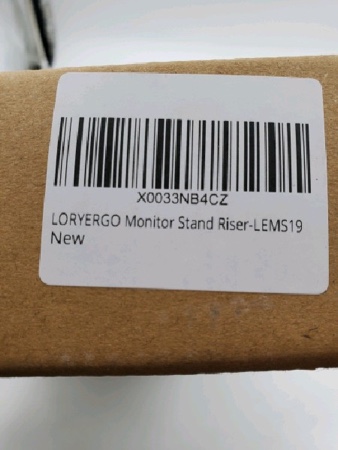 X0033NB4CZ
LORYERGO Monitor Stand Riser-LEMS19
New